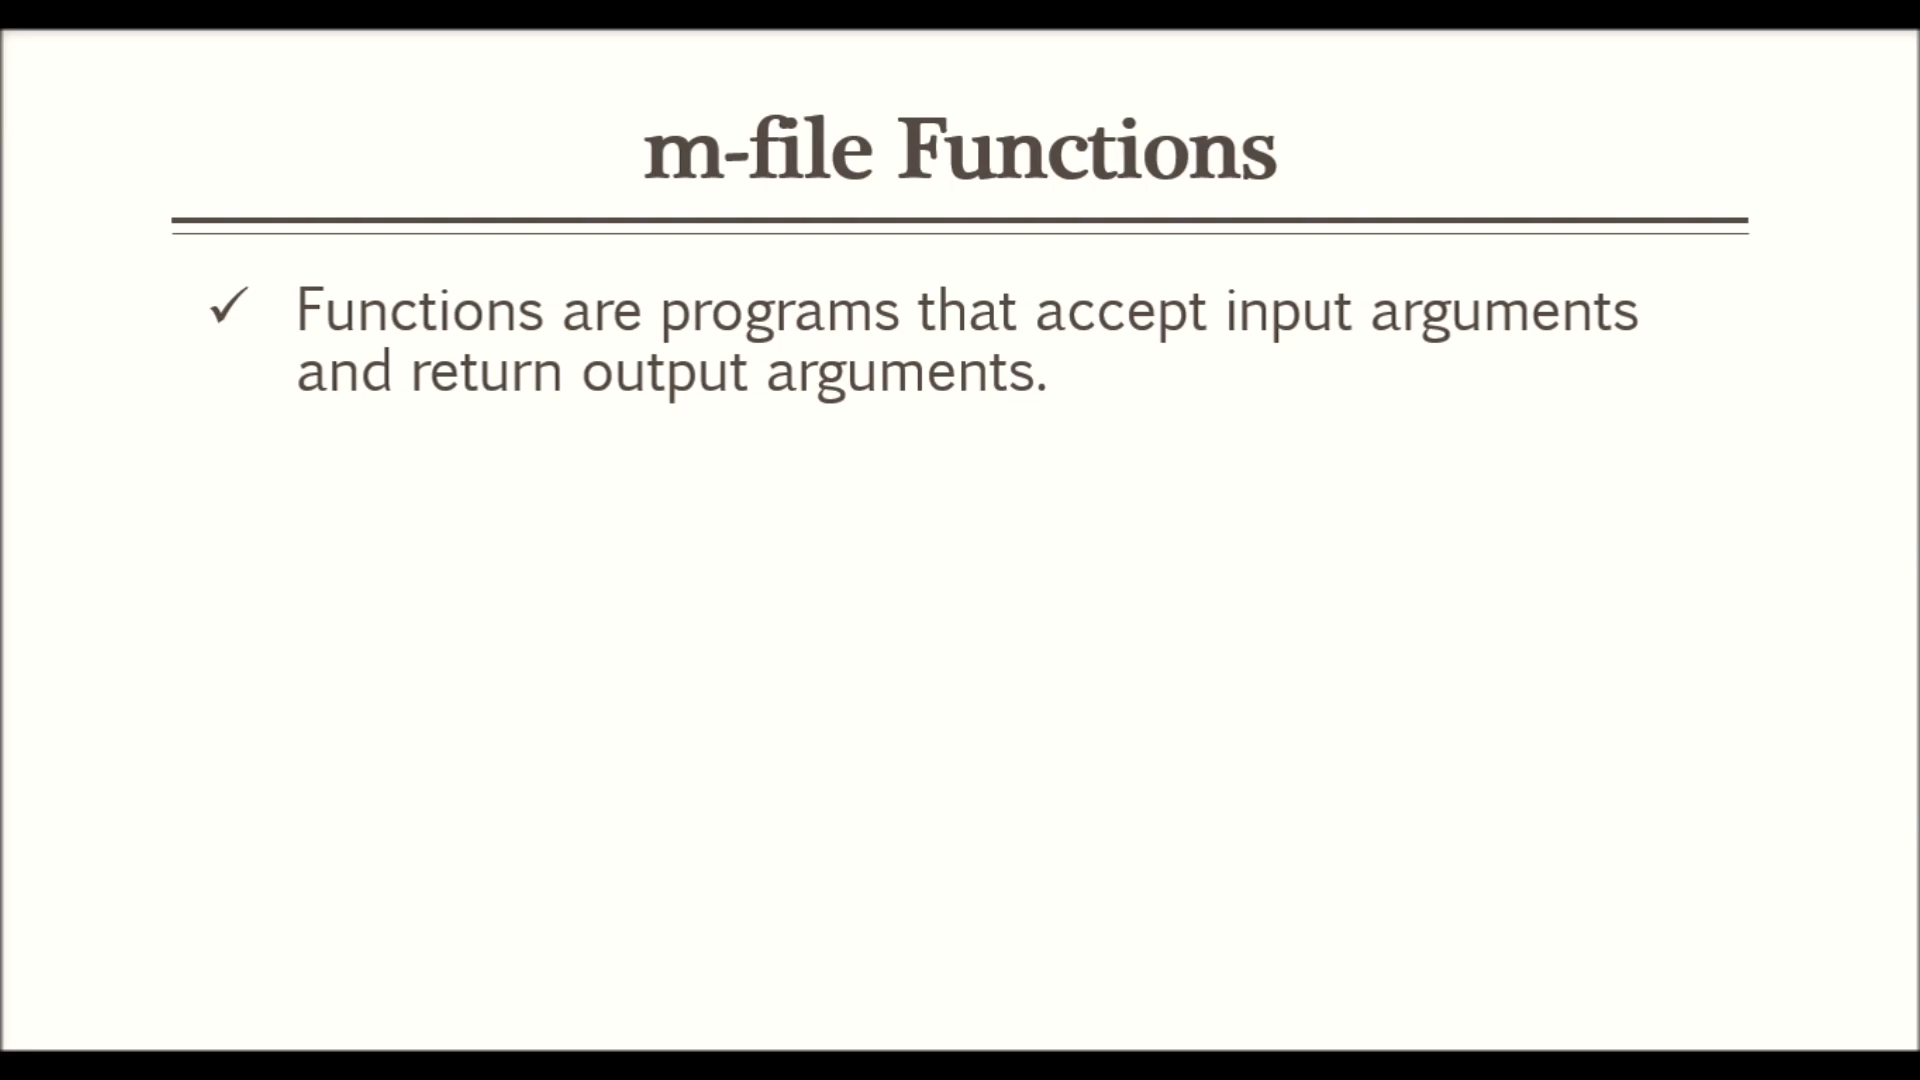 m-file Functions
✓ Functions are programs that accept input arguments
and return output arguments.